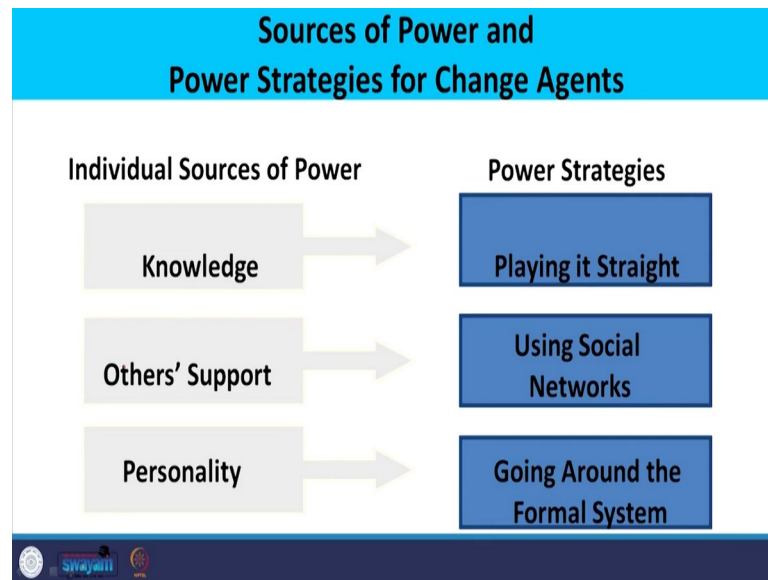 Sources of Power and
Power Strategies for Change Agents
Individual Sources of Power
Power Strategies
Knowledge
Playing it Straight
Others' Support
Using Social
Networks
Personality
Going Around the
Formal System
swayam